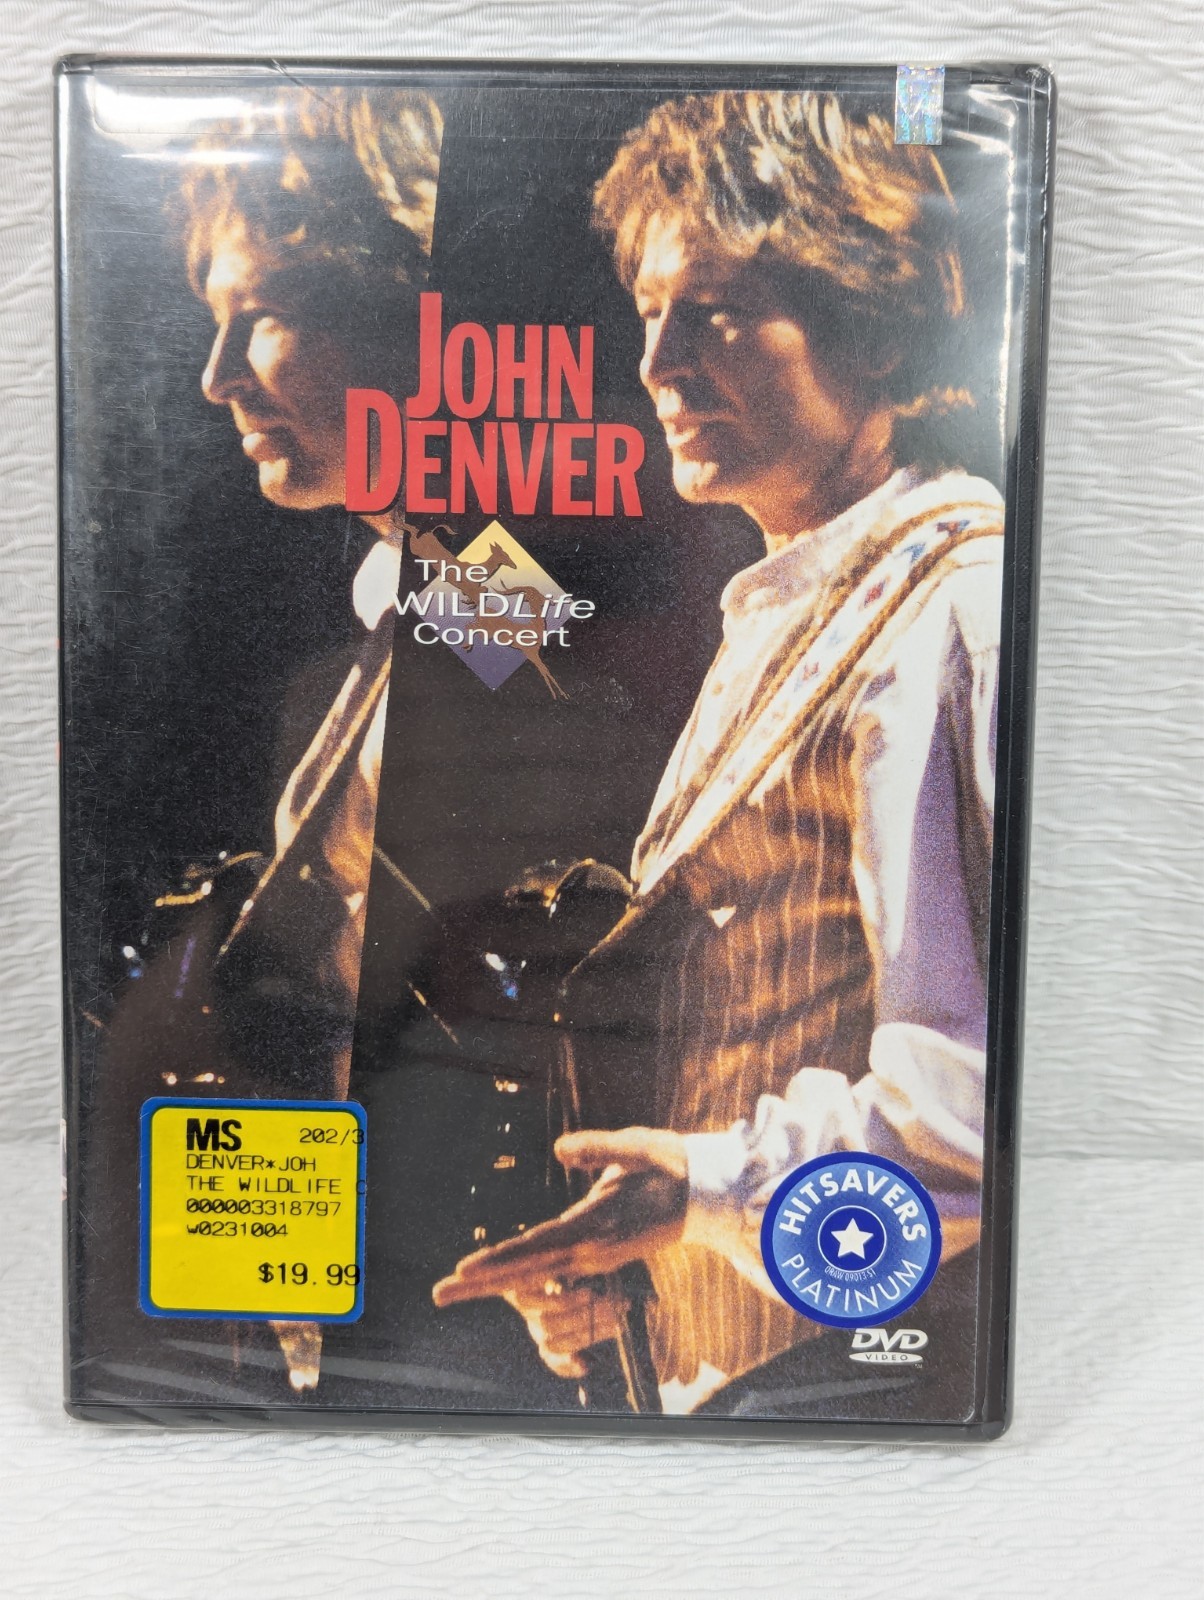 JOHN
DENVER
The
WILDLife
Concert
MS 202/3
DENVER*JOH
THE WILDLIFE C
000003318797
W0231004
$19.99
HITSAVERS
PLATINUM
DVD
VIDEO